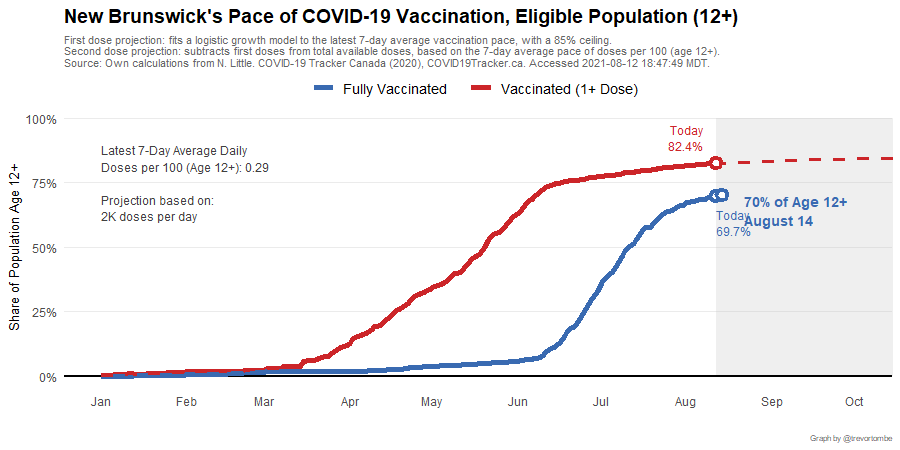 New Brunswick's Pace of COVID-19 Vaccination, Eligible Population (12+)
First dose projection: fits a logistic growth model to the latest 7-day average vaccination pace, with a 85% ceiling.
Second dose projection: subtracts first doses from total available doses, based on the 7-day average pace of doses per 100 (age 12+).
Source: Own calculations from N. Little. COVID-19 Tracker Canada (2020), COVID19Tracker.ca. Accessed 2021-08-12 18:47:49 MDT.
Fully Vaccinated
Vaccinated (1+ Dose)
Share of Population Age 12+
100%
75%
50%
25%
0%
Latest 7-Day Average Daily
Doses per 100 (Age 12+): 0.29
Projection based on:
2K doses per day
Today
82.4%
70% of Age 12+
August 14
Today
69.7%
Jan
Feb
Mar
Apr
May
Jun
Jul
Aug
Sep
Oct
Graph by @trevortombe